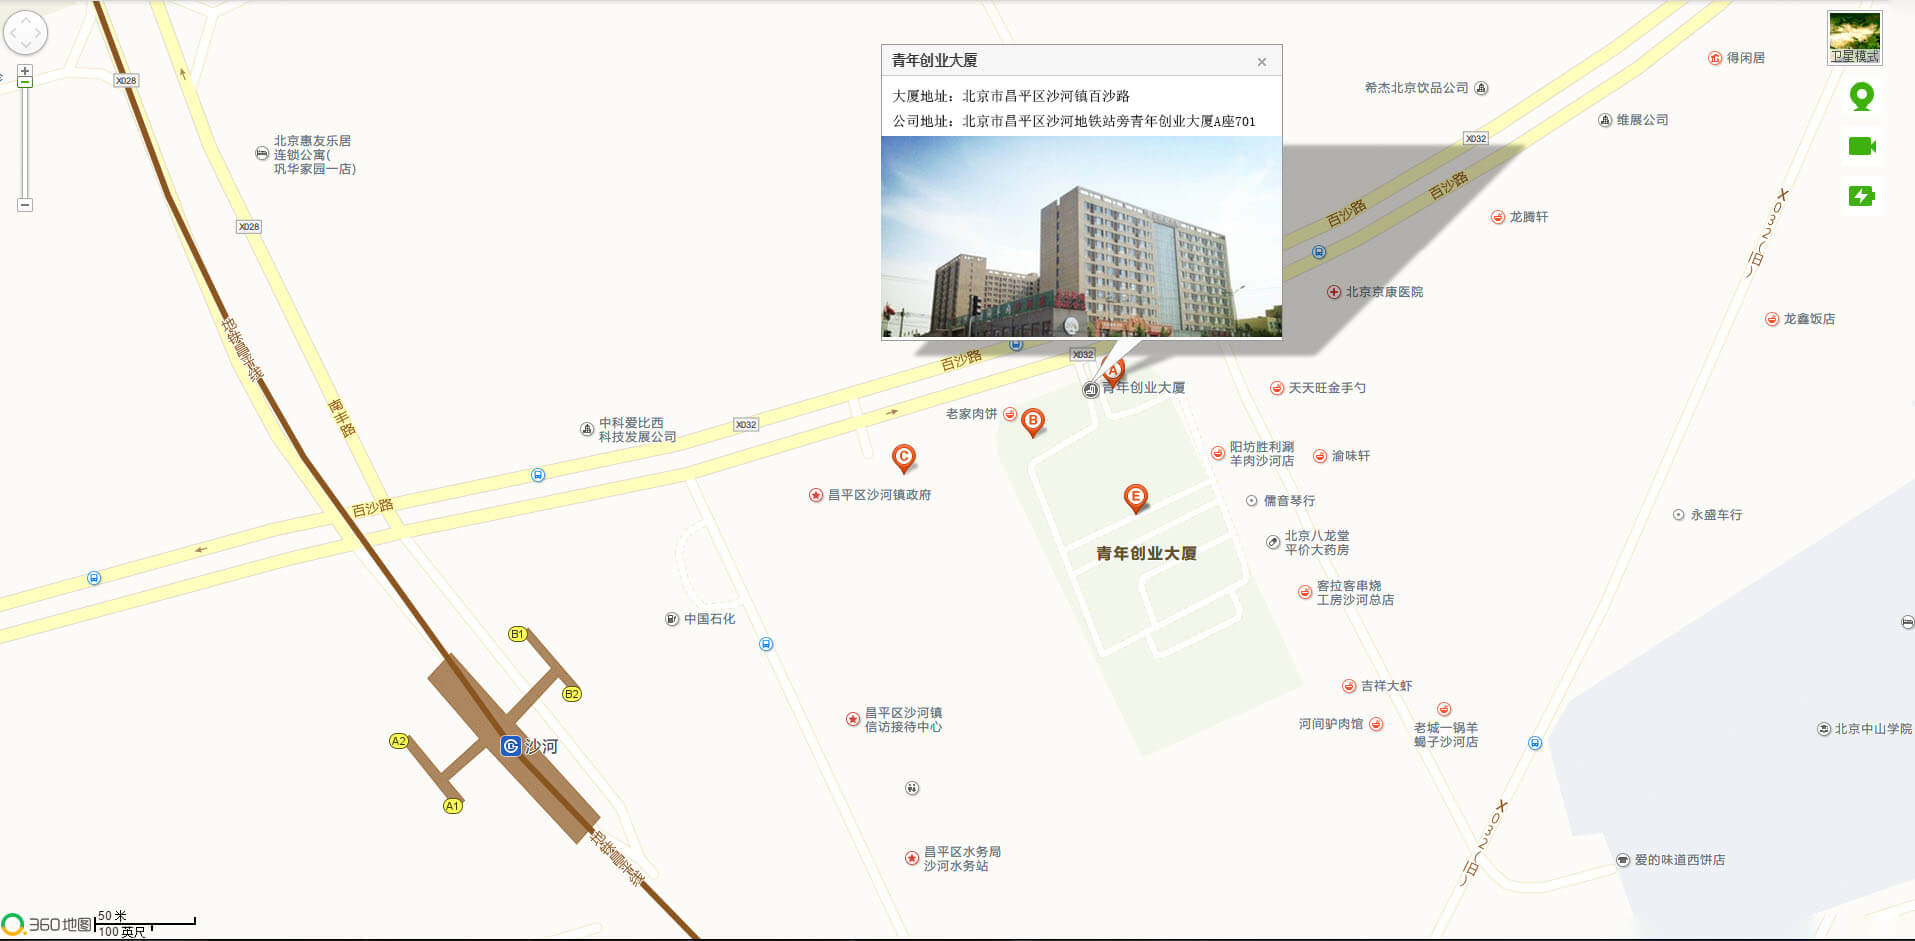 青年创业大厦
×
大厦地址：北京市昌平区沙河镇百沙路
公司地址：北京市昌平区沙河地铁站旁青年创业大厦A座701
卫星模式
得闲居
希杰北京饮品公司
维展公司
X028
X032
北京惠友乐居
连锁公寓(
巩华家园一店)
百沙路
百沙路
X032(旧)
龙腾轩
X028
北京京康医院
龙鑫饭店
地铁昌平线
百沙路
X032
A
青年创业大厦
天天旺金手勺
南丰路
中科爱比西
科技发展公司
X032
老家肉饼
B
C
昌平区沙河镇政府
阳坊胜利涮
羊肉沙河店
渝味轩
E
儒音琴行
青年创业大厦
北京八龙堂
平价大药房
永盛车行
百沙路
客拉客串烧
工房沙河总店
中国石化
B1
B2
A2
A1
沙河
昌平区沙河镇
信访接待中心
吉祥大虾
河间驴肉馆
老城一锅羊
蝎子沙河店
北京中山学院
地铁昌平线
昌平区水务局
沙河水务站
X032(旧)
爱的味道西饼店
360地图
50 米
100 英尺